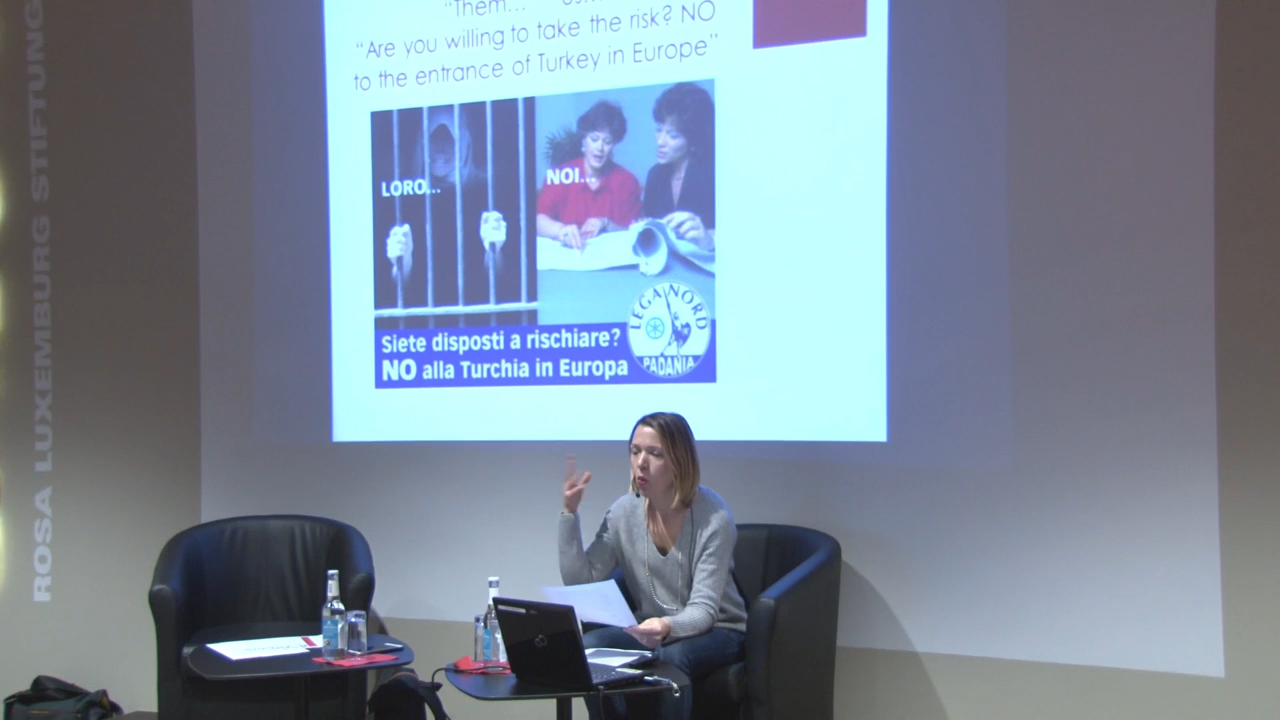 "Them...
"Are you willing to take the risk? NO
to the entrance of Turkey in Europe"
LORO...
NOI...
LEGA NORD
PADANIA
Siete disposti a rischiare?
NO alla Turchia in Europa
ROSA LUXEMBURG STIFTUNG